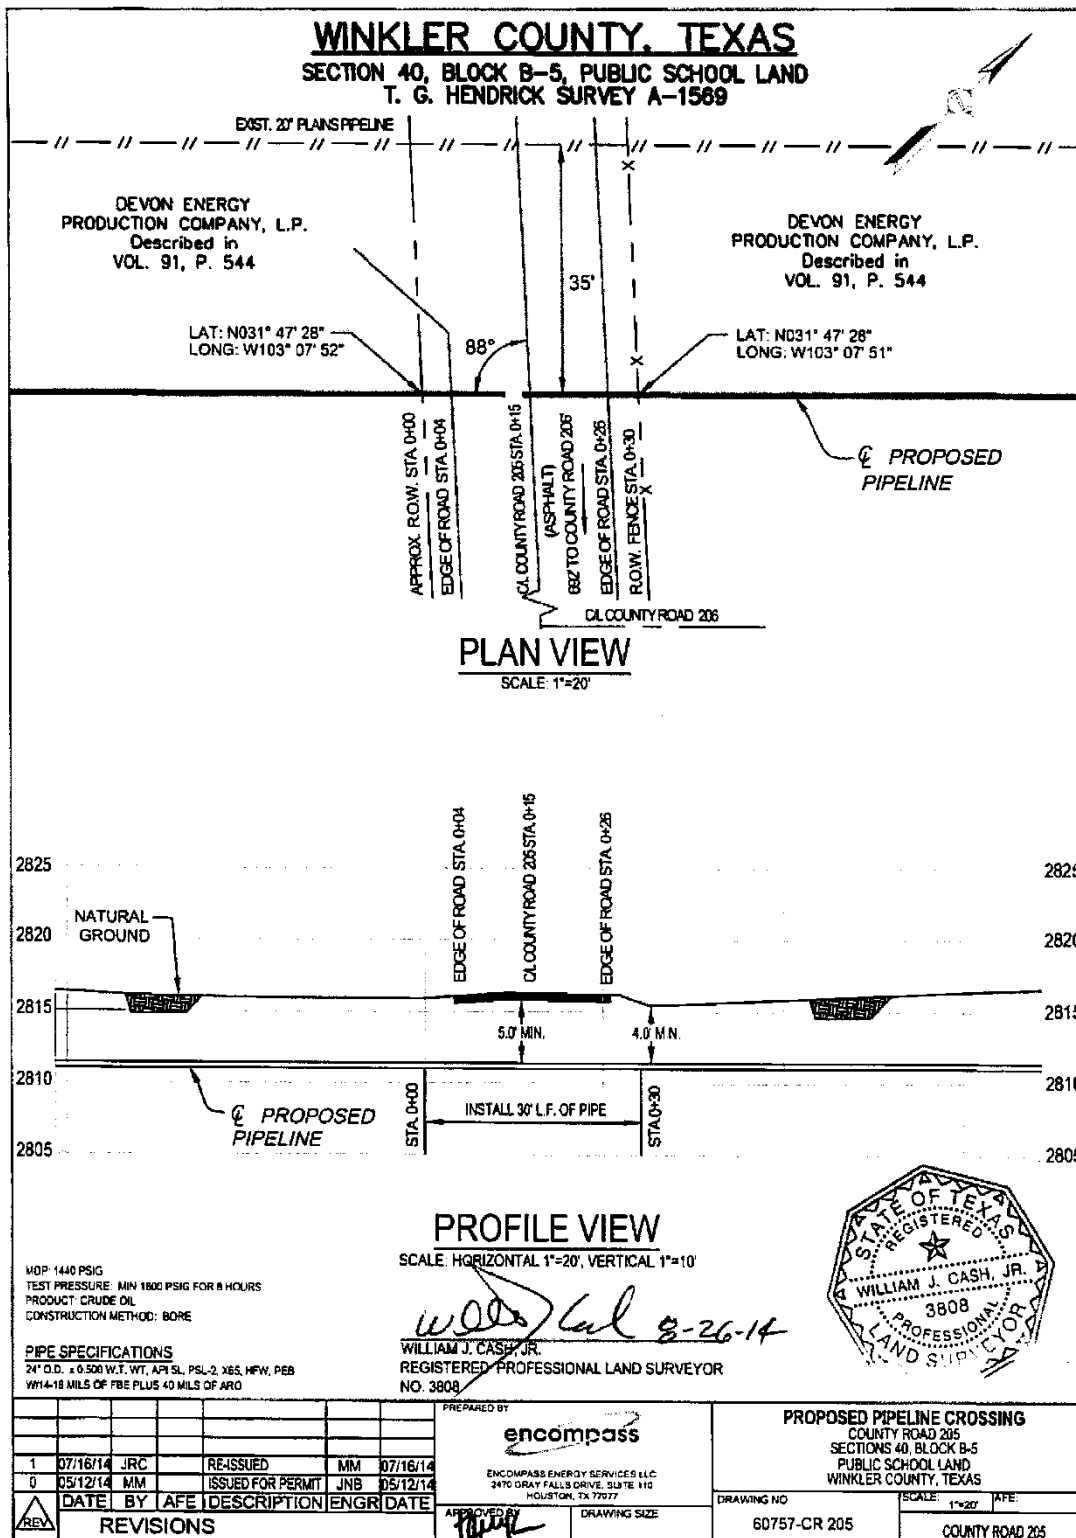 WINKLER COUNTY, TEXAS
SECTION 40, BLOCK B-5, PUBLIC SCHOOL LAND
T. G. HENDRICK SURVEY A-1569
EXIST. 20" PLAINS PIPELINE
DEVON ENERGY
PRODUCTION COMPANY, L.P.
Described in
VOL. 91, P. 544
DEVON ENERGY
PRODUCTION COMPANY, L.P.
Described in
VOL. 91, P. 544
35'
LAT: N031° 47' 28"
LONG: W103° 07' 52"
88°
LAT: N031° 47' 28"
LONG: W103° 07' 51"
APPROX. R.O.W. STA. 0+00
EDGE OF ROAD STA. 0+04
C/L COUNTY ROAD 205 STA. 0+15
(ASPHALT)
692' TO COUNTY ROAD 206
EDGE OF ROAD STA. 0+26
R.O.W. FENCE STA. 0+30
℄ PROPOSED
PIPELINE
C/L COUNTY ROAD 206
PLAN VIEW
SCALE: 1"=20'
EDGE OF ROAD STA. 0+04
C/L COUNTY ROAD 205 STA. 0+15
EDGE OF ROAD STA. 0+26
2825
2825
NATURAL
GROUND
2820
2820
2815
2815
5.0' MIN.
4.0' MIN.
2810
2810
℄ PROPOSED
PIPELINE
STA. 0+00
INSTALL 30' L.F. OF PIPE
STA. 0+30
2805
2805
PROFILE VIEW
SCALE: HORIZONTAL 1"=20', VERTICAL 1"=10'
STATE OF TEXAS
REGISTERED
WILLIAM J. CASH, JR.
3808
PROFESSIONAL
LAND SURVEYOR
MOP: 1440 PSIG
TEST PRESSURE: MIN 1800 PSIG FOR 8 HOURS
PRODUCT: CRUDE OIL
CONSTRUCTION METHOD: BORE
8-26-14
WILLIAM J. CASH, JR.
REGISTERED PROFESSIONAL LAND SURVEYOR
NO. 3808
PIPE SPECIFICATIONS
24" O.D. x 0.500 W.T. WT, API 5L, PSL-2, X65, HFW, PEB
W/14-18 MILS OF FBE PLUS 40 MILS OF ARO
1 07/16/14 JRC RE-ISSUED MM 07/16/14
0 05/12/14 MM ISSUED FOR PERMIT JNB 05/12/14
REV DATE BY AFE DESCRIPTION ENGR DATE
REVISIONS
PREPARED BY
encompass
ENCOMPASS ENERGY SERVICES LLC
2470 GRAY FALLS DRIVE, SUITE 110
HOUSTON, TX 77077
APPROVED BY
DRAWING SIZE
PROPOSED PIPELINE CROSSING
COUNTY ROAD 205
SECTIONS 40, BLOCK B-5
PUBLIC SCHOOL LAND
WINKLER COUNTY, TEXAS
DRAWING NO
60757-CR 205
SCALE: 1"=20'
AFE:
COUNTY ROAD 205